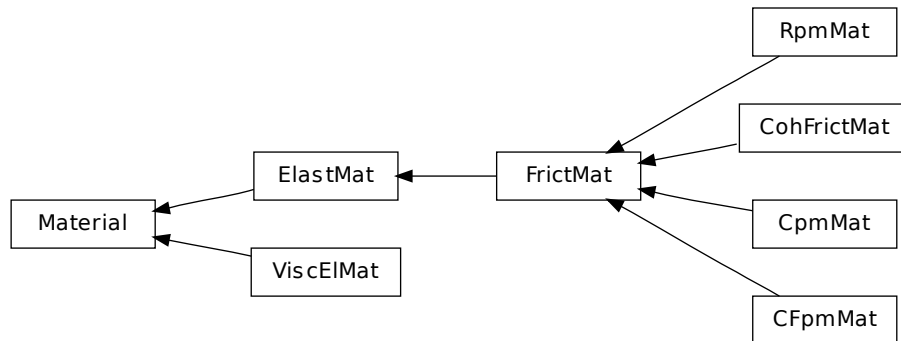 RpmMat
CohFrictMat
ElastMat
FrictMat
Material
CpmMat
ViscElMat
CFpmMat